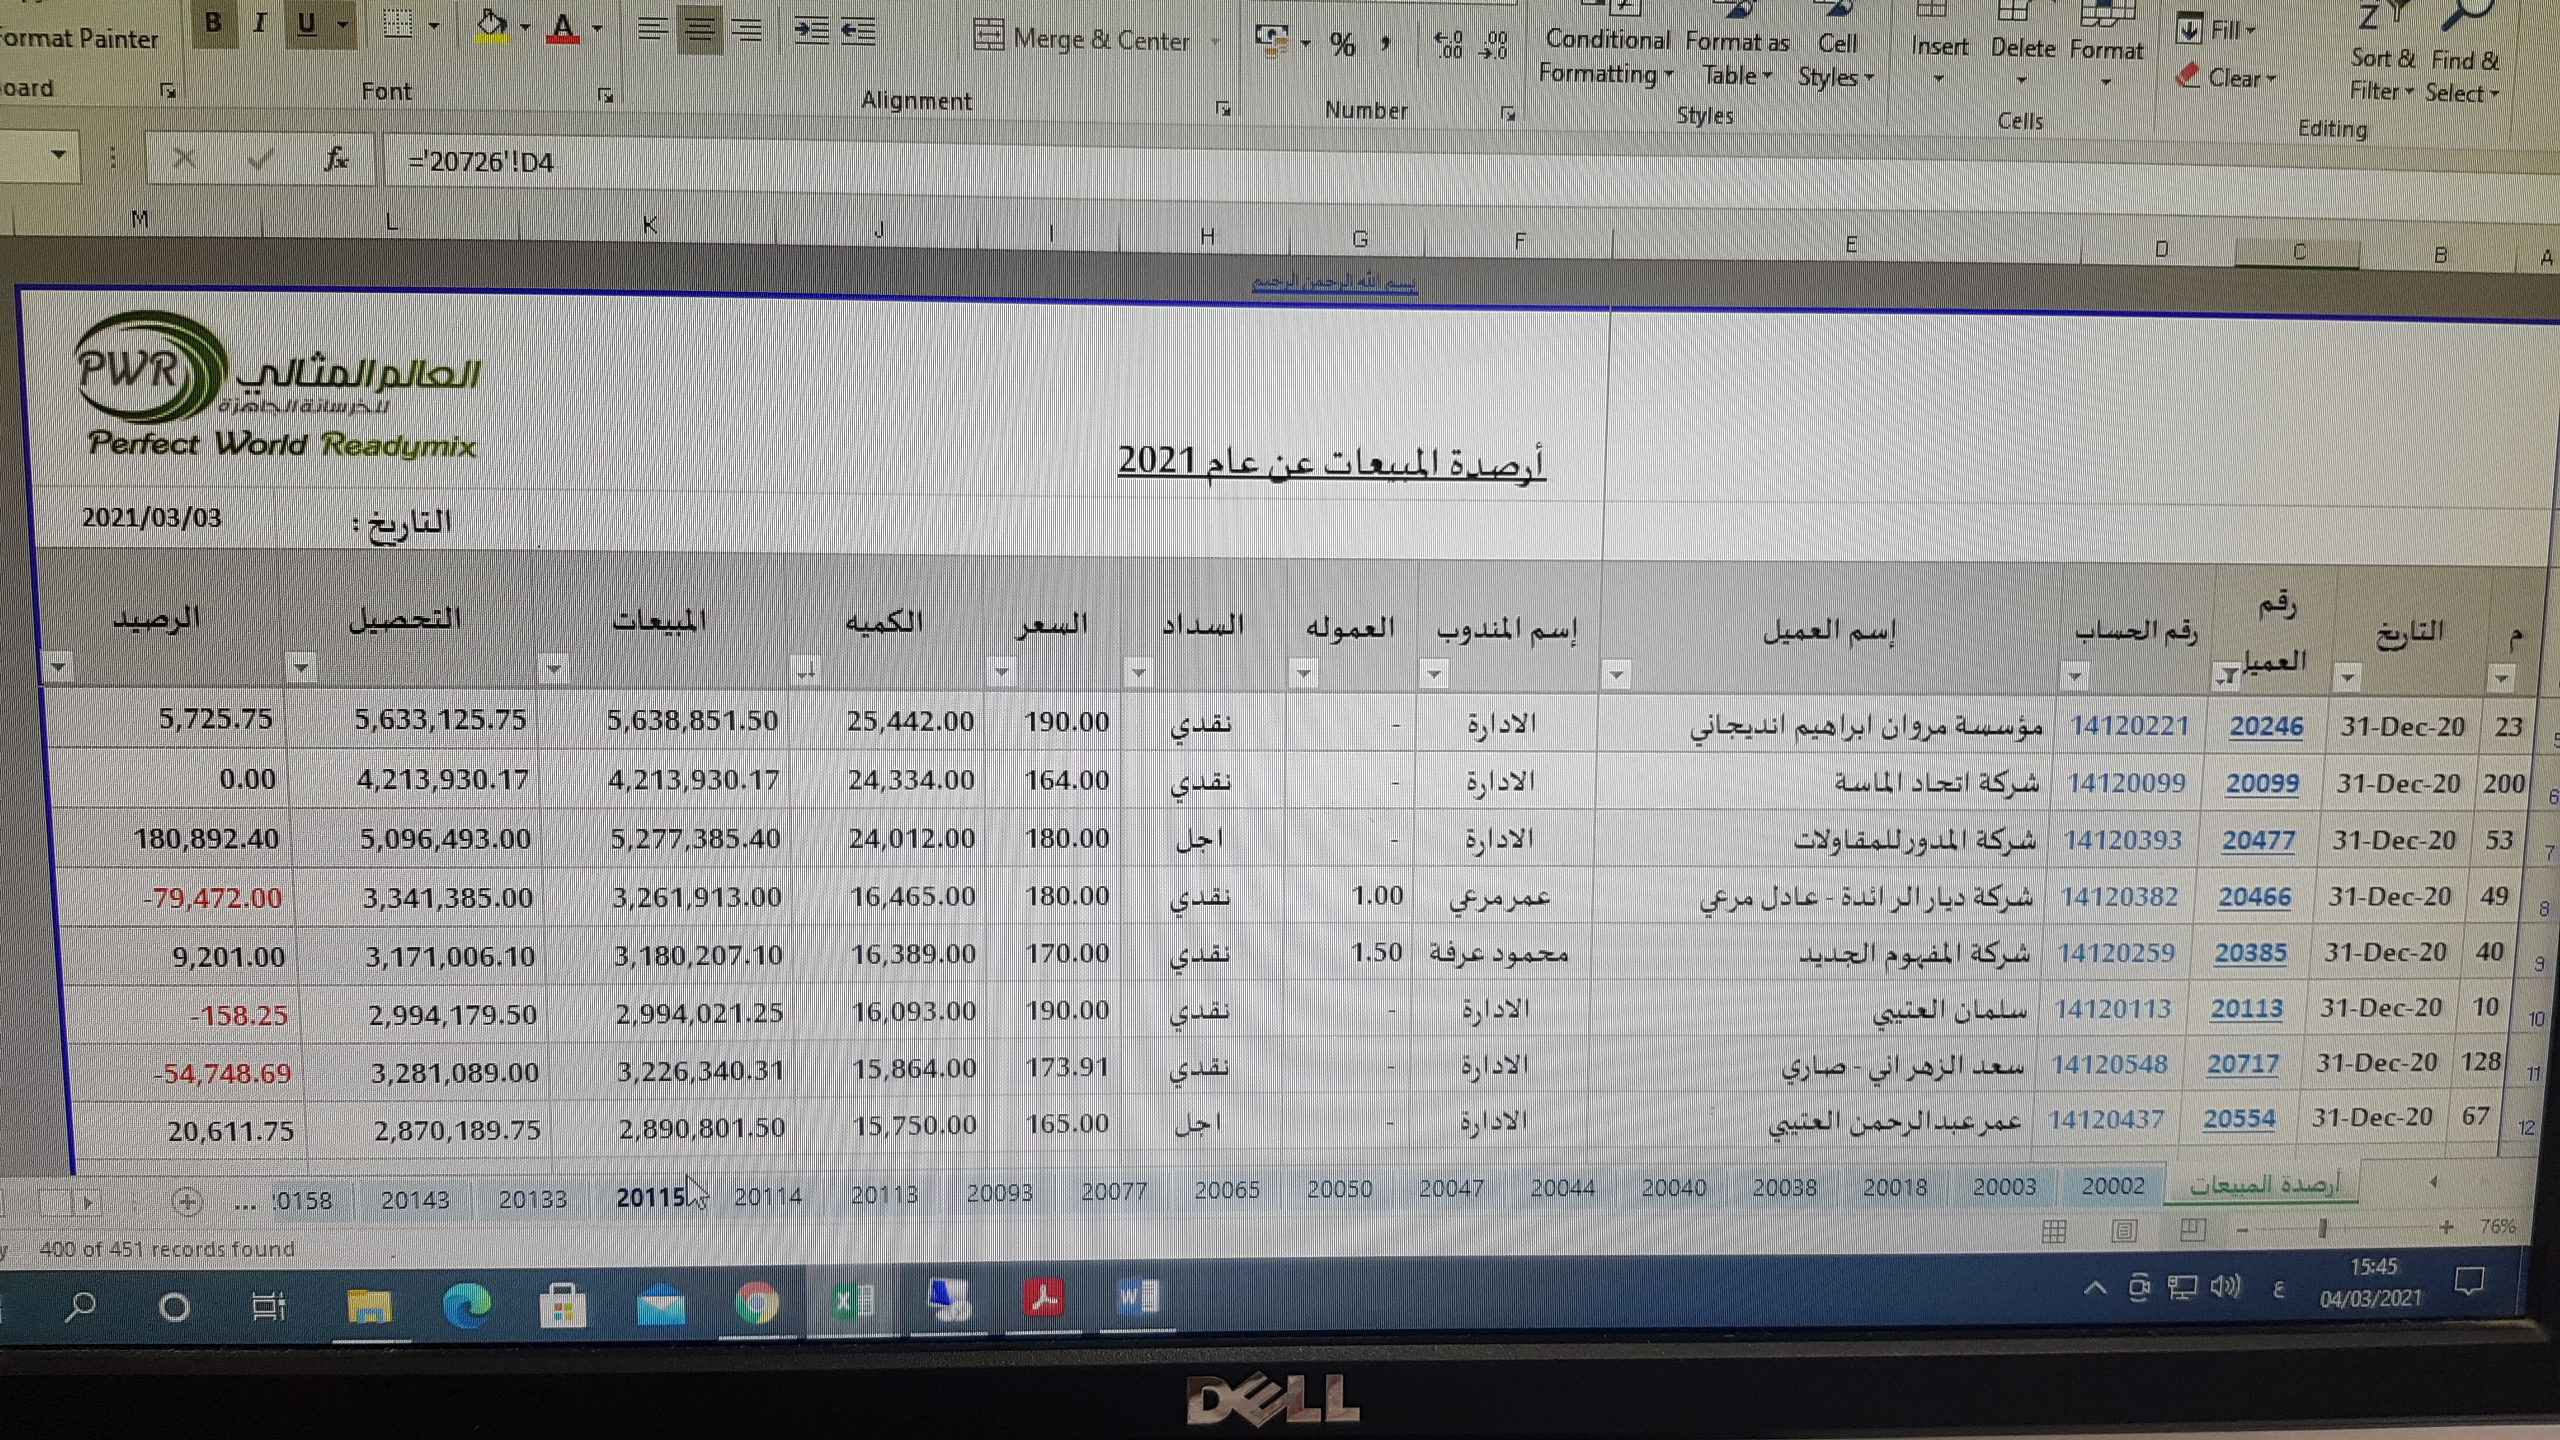 Format Painter
B I U
A
Merge & Center
%
Conditional Formatting
Format as Table
Cell Styles
Insert
Delete
Format
Fill
Clear
Sort & Filter
Find & Select
Font
Alignment
Number
Styles
Cells
Editing
fx ='20726'!D4
M L K J I H G F E D C B A
بسم الله الرحمن الرحيم
PWR
العالم المثالي
للخرسانة الجاهزة
Perfect World Readymix
أرصدة المبيعات عن عام 2021
التاريخ : 2021/03/03
م التاريخ رقم العميل رقم الحساب إسم العميل إسم المندوب العموله السداد السعر الكميه المبيعات التحصيل الرصيد
23 31-Dec-20 20246 14120221 مؤسسة مروان ابراهيم انديجاني الادارة - نقدي 190.00 25,442.00 5,638,851.50 5,633,125.75 5,725.75
6 200 31-Dec-20 20099 14120099 شركة اتحاد الماسة الادارة - نقدي 164.00 24,334.00 4,213,930.17 4,213,930.17 0.00
7 53 31-Dec-20 20477 14120393 شركة المدور للمقاولات الادارة - اجل 180.00 24,012.00 5,277,385.40 5,096,493.00 180,892.40
8 49 31-Dec-20 20466 14120382 شركة ديار الرائدة - عادل مرعي عمر مرعي 1.00 نقدي 180.00 16,465.00 3,261,913.00 3,341,385.00 -79,472.00
9 40 31-Dec-20 20385 14120259 شركة المفهوم الجديد محمود عرفة 1.50 نقدي 170.00 16,389.00 3,180,207.10 3,171,006.10 9,201.00
10 10 31-Dec-20 20113 14120113 سلمان العتيبي الادارة - نقدي 190.00 16,093.00 2,994,021.25 2,994,179.50 -158.25
11 128 31-Dec-20 20717 14120548 سعد الزهراني - صاري الادارة - نقدي 173.91 15,864.00 3,226,340.31 3,281,089.00 -54,748.69
12 67 31-Dec-20 20554 14120437 عمر عبدالرحمن العتيبي الادارة - اجل 165.00 15,750.00 2,890,801.50 2,870,189.75 20,611.75
أرصدة المبيعات 20002 20003 20018 20038 20040 20044 20047 20050 20065 20077 20093 20113 20114 20115 20133 20143 0158 ...
400 of 451 records found
76%
15:45
04/03/2021
ع
DELL